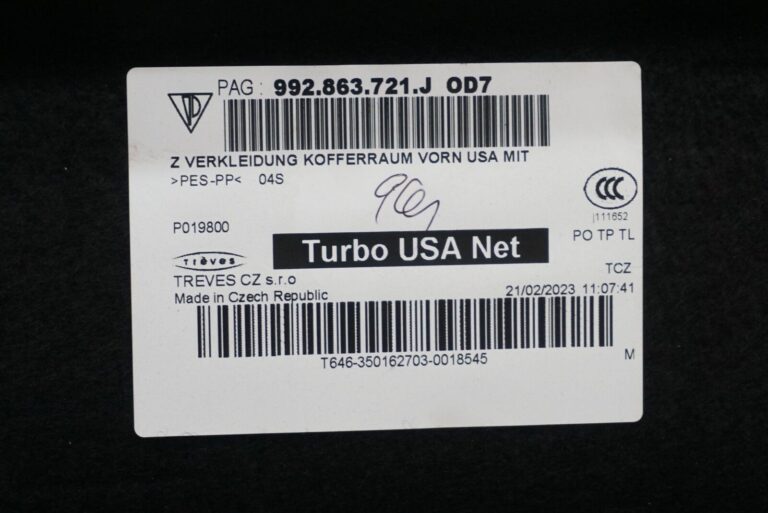 PAG : 992.863.721.J OD7
Z VERKLEIDUNG KOFFERRAUM VORN USA MIT
>PES-PP< 04S
CCC
j111652
P019800
Turbo USA Net
PO TP TL
Trèves
TREVES CZ s.r.o
TCZ
Made in Czech Republic
21/02/2023 11:07:41
T646-350162703-0018545
M